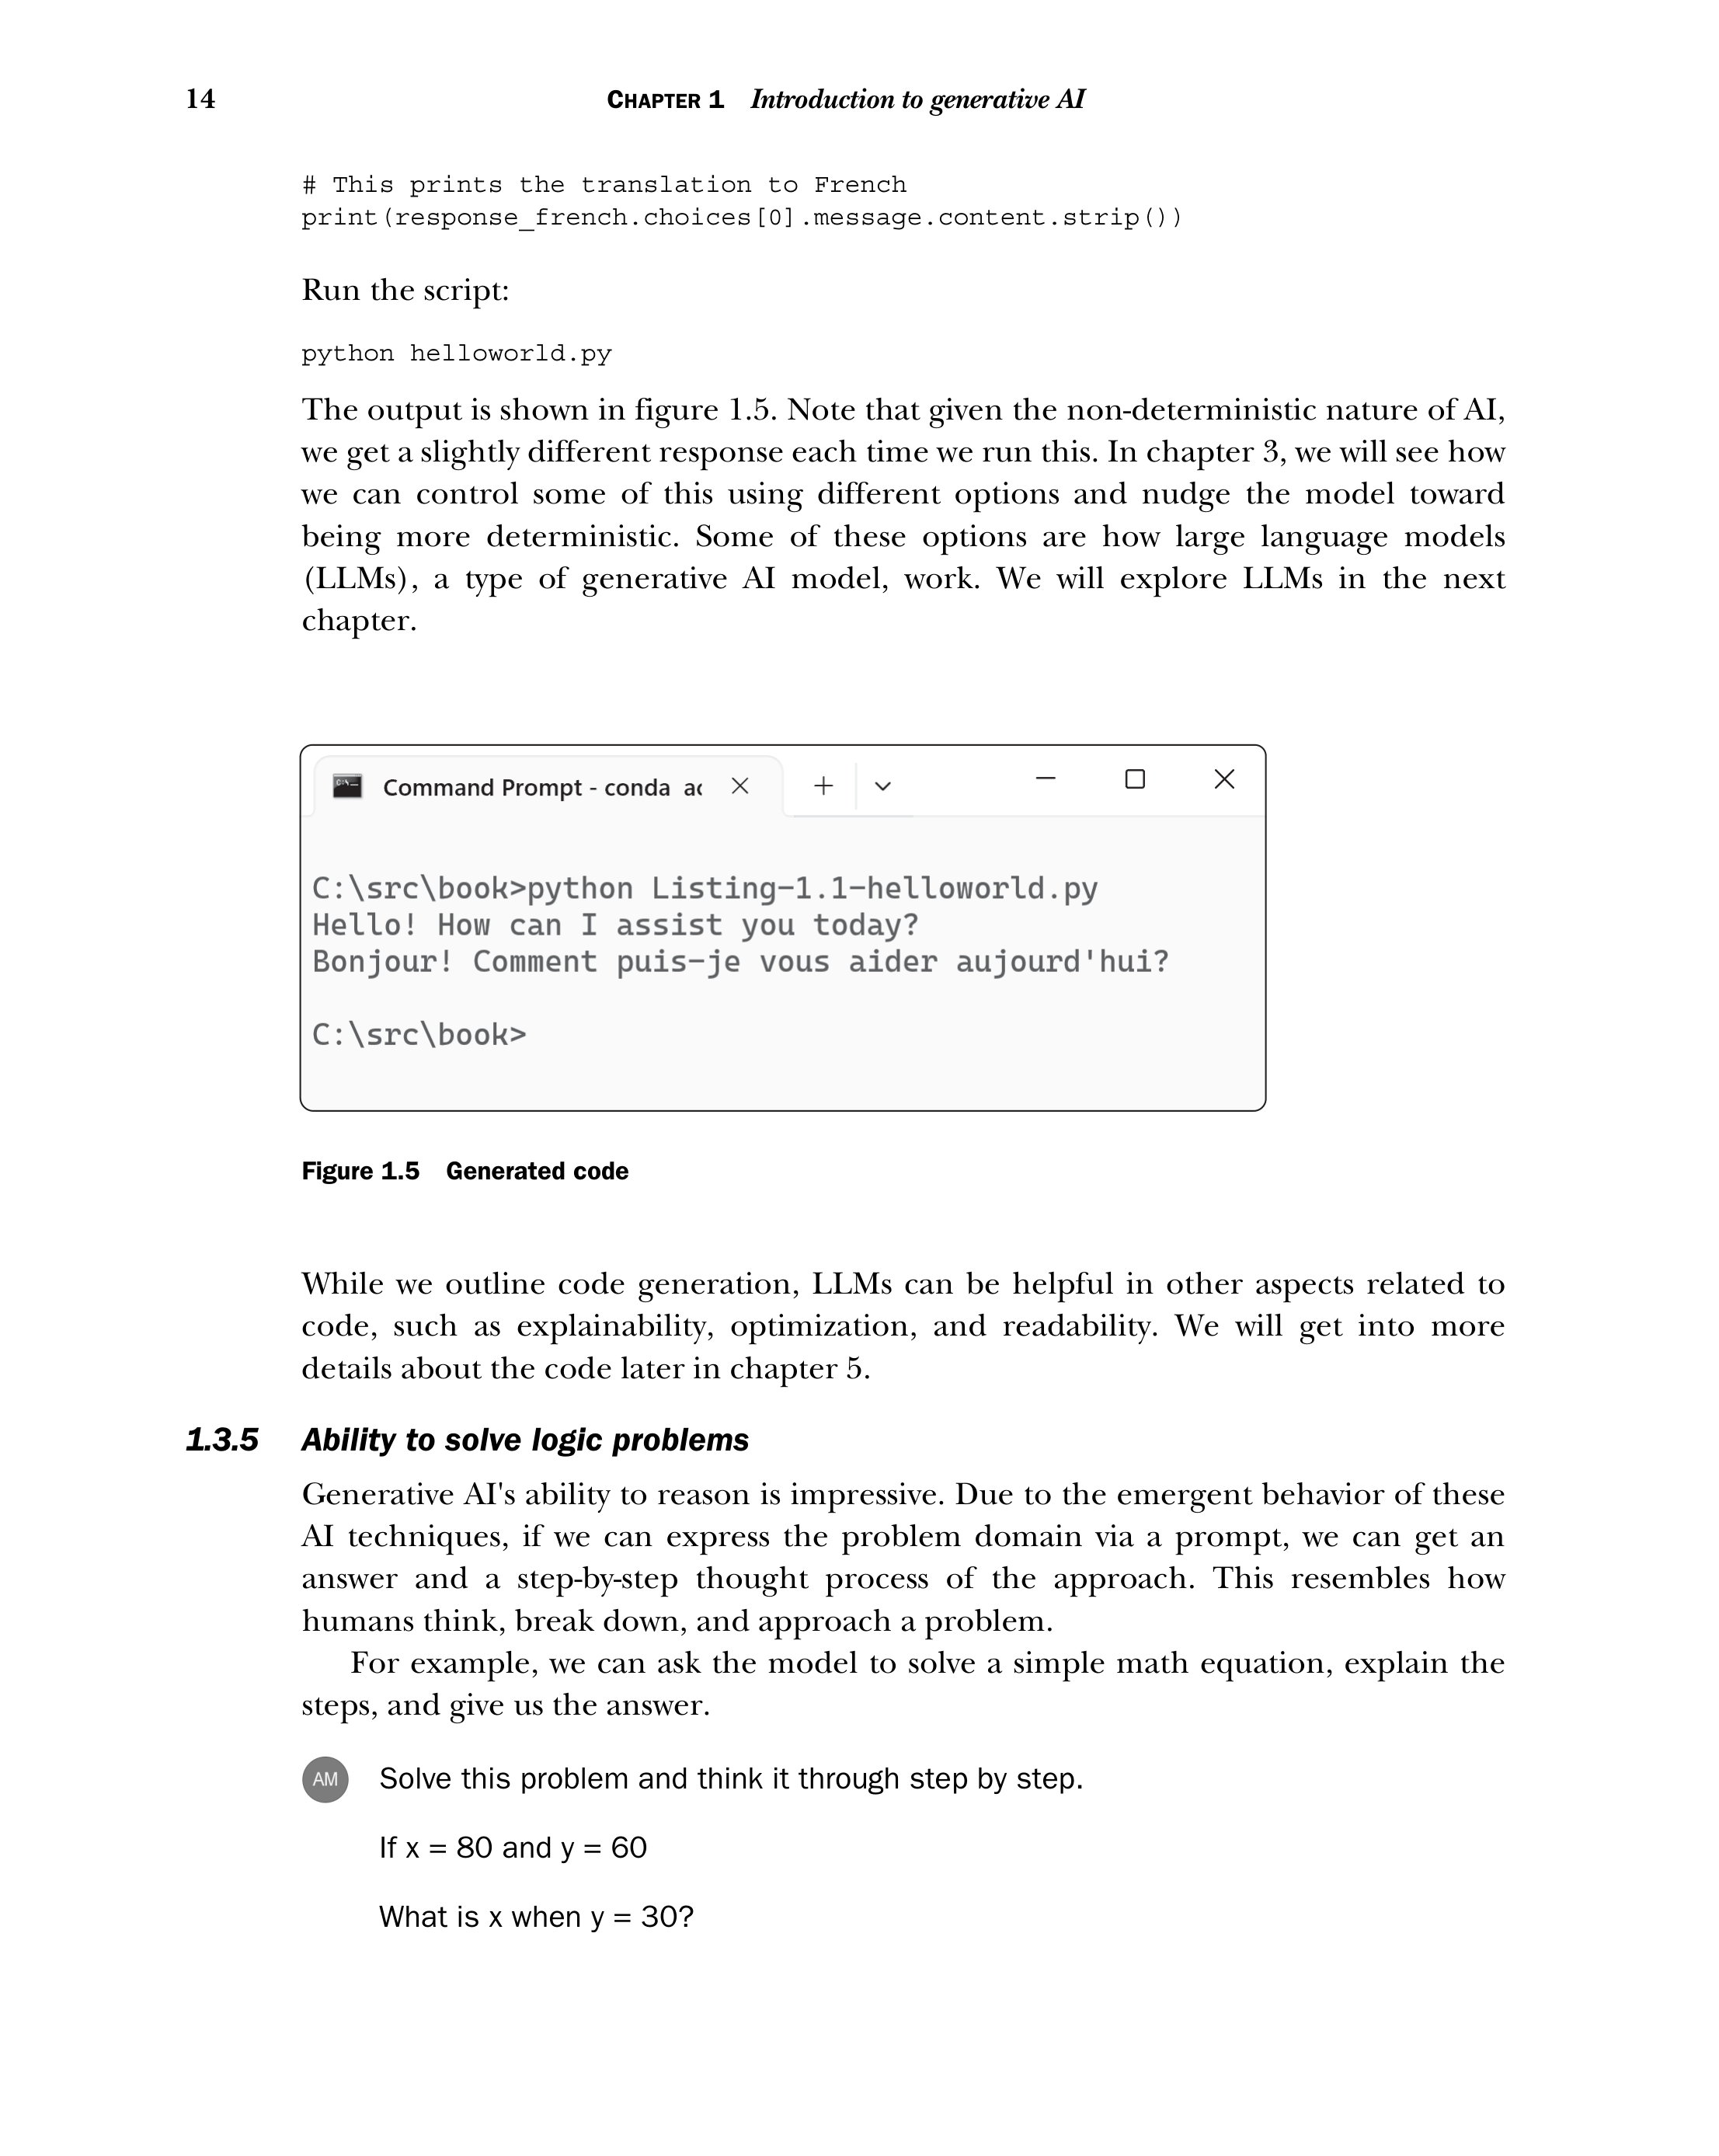 14 CHAPTER 1 Introduction to generative AI
# This prints the translation to French
print(response_french.choices[0].message.content.strip())
Run the script:
python helloworld.py
The output is shown in figure 1.5. Note that given the non-deterministic nature of AI,
we get a slightly different response each time we run this. In chapter 3, we will see how
we can control some of this using different options and nudge the model toward
being more deterministic. Some of these options are how large language models
(LLMs), a type of generative AI model, work. We will explore LLMs in the next
chapter.
Command Prompt - conda ac
C:\src\book>python Listing-1.1-helloworld.py
Hello! How can I assist you today?
Bonjour! Comment puis-je vous aider aujourd'hui?
C:\src\book>
Figure 1.5 Generated code
While we outline code generation, LLMs can be helpful in other aspects related to
code, such as explainability, optimization, and readability. We will get into more
details about the code later in chapter 5.
1.3.5 Ability to solve logic problems
Generative AI's ability to reason is impressive. Due to the emergent behavior of these
AI techniques, if we can express the problem domain via a prompt, we can get an
answer and a step-by-step thought process of the approach. This resembles how
humans think, break down, and approach a problem.
For example, we can ask the model to solve a simple math equation, explain the
steps, and give us the answer.
AM Solve this problem and think it through step by step.
If x = 80 and y = 60
What is x when y = 30?